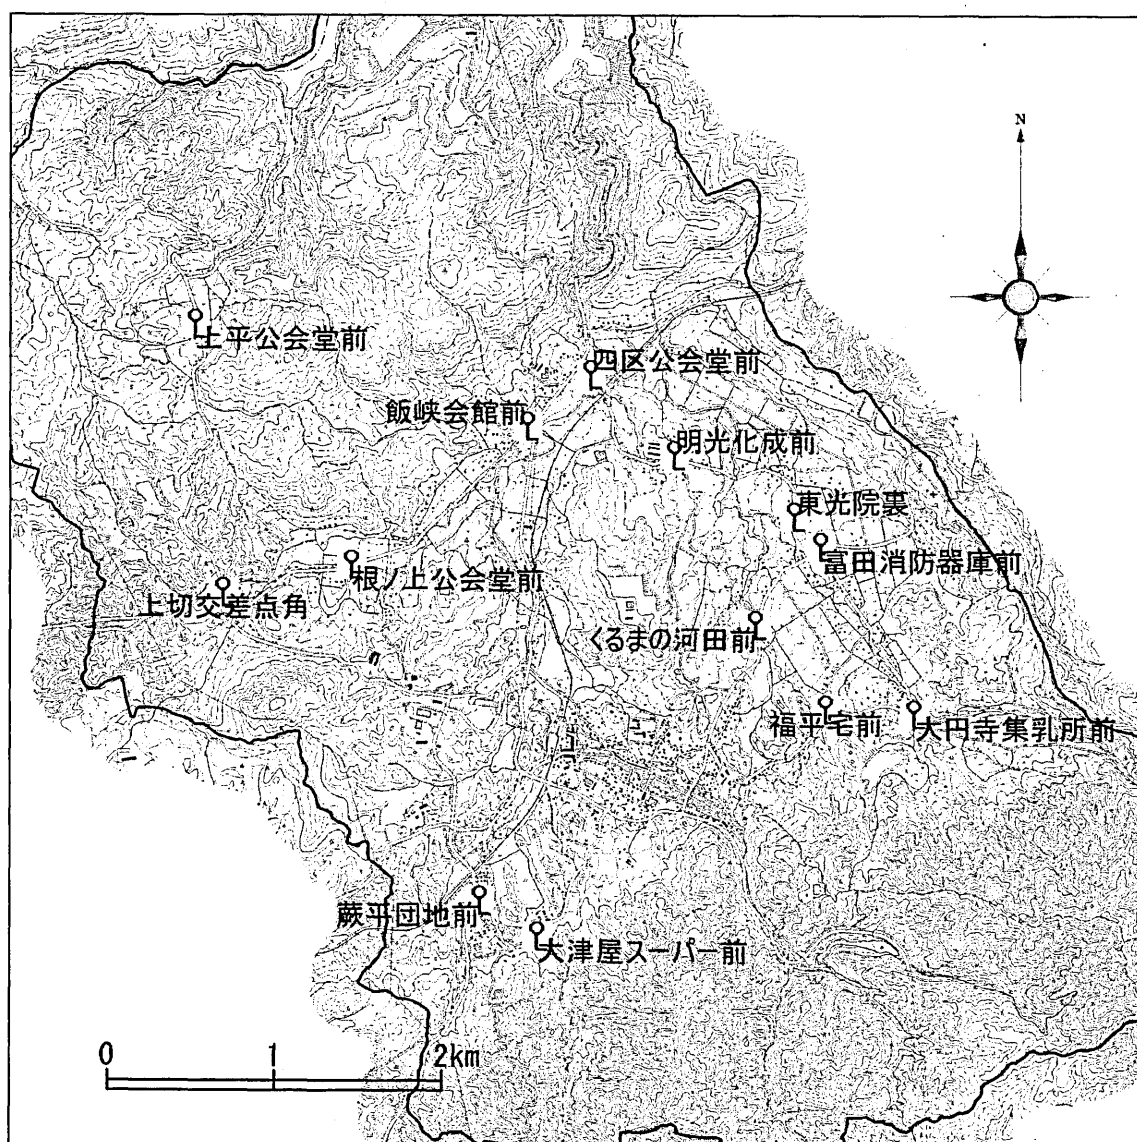 N
上平公会堂前
四区公会堂前
飯峡会館前
明光化成前
東光院裏
富田消防器庫前
根ノ上公会堂前
上切交差点角
くるまの河田前
福平宅前
大円寺集乳所前
蕨平団地前
大津屋スーパー前
0 1 2km